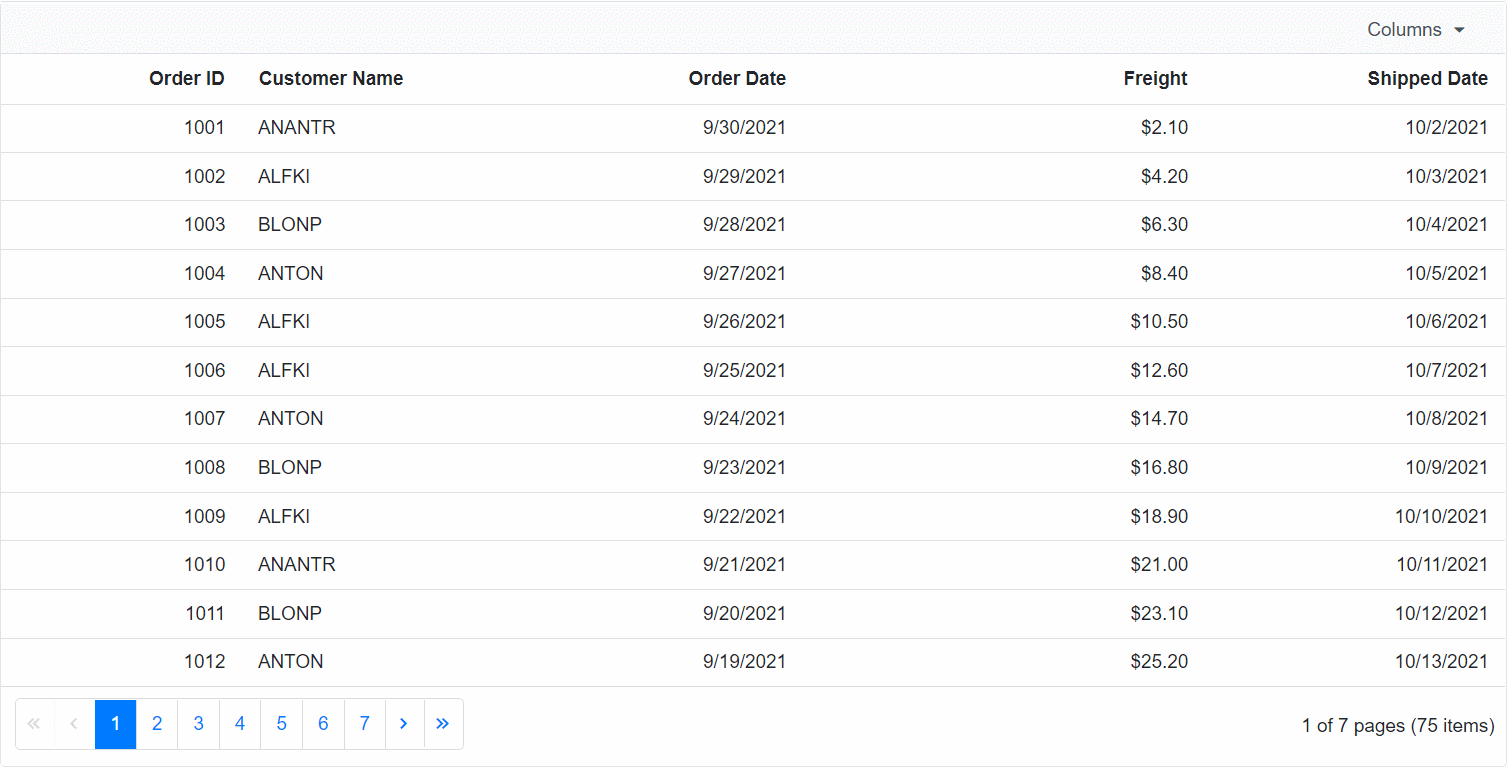 Columns
Order ID Customer Name Order Date Freight Shipped Date
1001 ANANTR 9/30/2021 $2.10 10/2/2021
1002 ALFKI 9/29/2021 $4.20 10/3/2021
1003 BLONP 9/28/2021 $6.30 10/4/2021
1004 ANTON 9/27/2021 $8.40 10/5/2021
1005 ALFKI 9/26/2021 $10.50 10/6/2021
1006 ALFKI 9/25/2021 $12.60 10/7/2021
1007 ANTON 9/24/2021 $14.70 10/8/2021
1008 BLONP 9/23/2021 $16.80 10/9/2021
1009 ALFKI 9/22/2021 $18.90 10/10/2021
1010 ANANTR 9/21/2021 $21.00 10/11/2021
1011 BLONP 9/20/2021 $23.10 10/12/2021
1012 ANTON 9/19/2021 $25.20 10/13/2021
« ‹ 1 2 3 4 5 6 7 › » 1 of 7 pages (75 items)